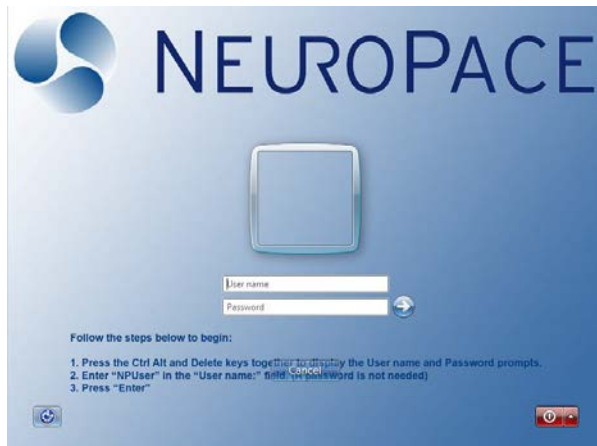 NEUROPACE
User name
Password
Follow the steps below to begin:
1. Press the Ctrl Alt and Delete keys together to display the User name and Password prompts.
2. Enter "NPUser" in the "User name:" field. (A password is not needed)
Cancel
3. Press "Enter"